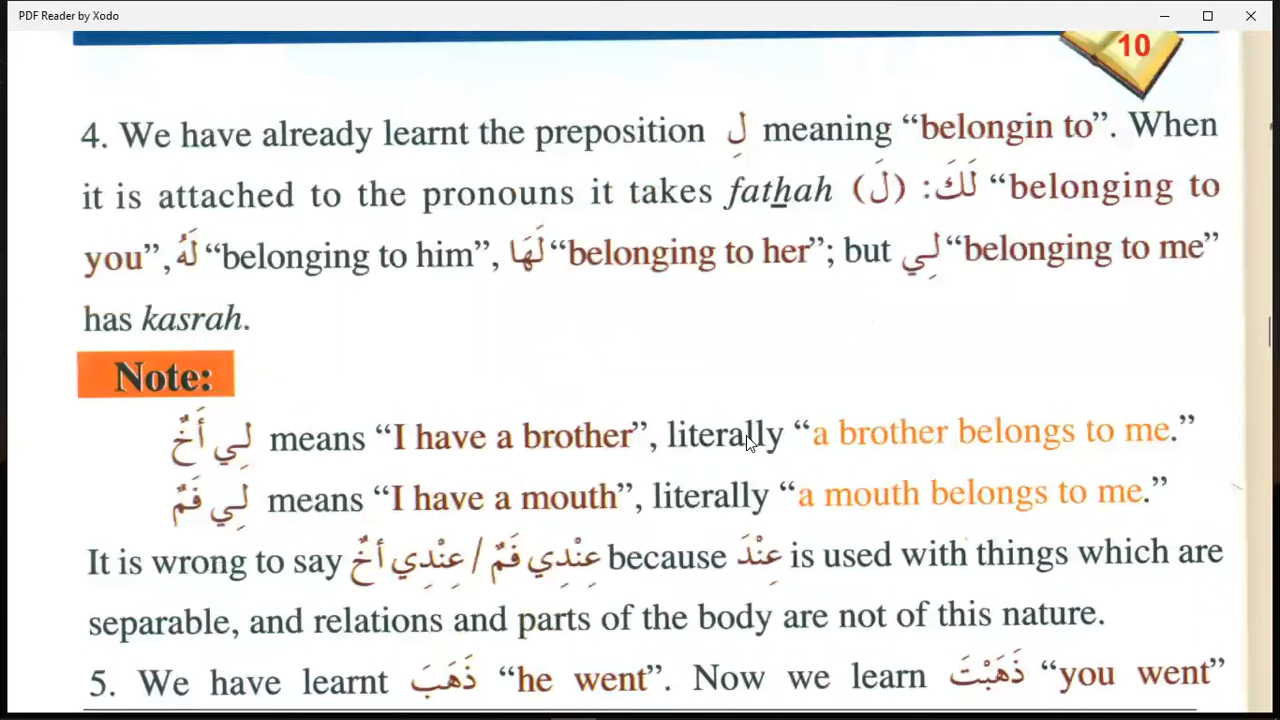 PDF Reader by Xodo
10
4. We have already learnt the preposition لِ meaning “belongin to”. When
it is attached to the pronouns it takes fathah (لَ) :لَكَ “belonging to
you”, لَهُ “belonging to him”, لَهَا “belonging to her”; but لِي “belonging to me”
has kasrah.
Note:
لِي أَخٌ means “I have a brother”, literally “a brother belongs to me.”
لِي فَمٌ means “I have a mouth”, literally “a mouth belongs to me.”
It is wrong to say عِنْدِي فَمٌ / عِنْدِي أخٌ because عِنْدَ is used with things which are
separable, and relations and parts of the body are not of this nature.
5. We have learnt ذَهَبَ “he went”. Now we learn ذَهَبْتَ “you went”